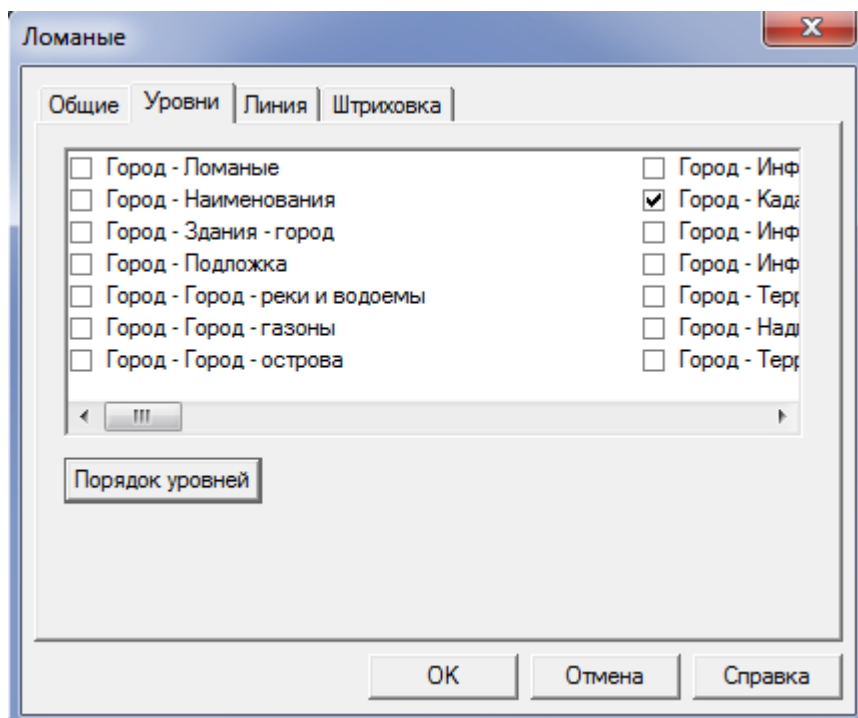 Ломаные
Общие Уровни Линия Штриховка
Город - Ломаные
Город - Наименования
Город - Здания - город
Город - Подложка
Город - Город - реки и водоемы
Город - Город - газоны
Город - Город - острова
Город - Инф
Город - Када
Город - Инф
Город - Инф
Город - Терр
Город - Надп
Город - Терр
Порядок уровней
OK Отмена Справка